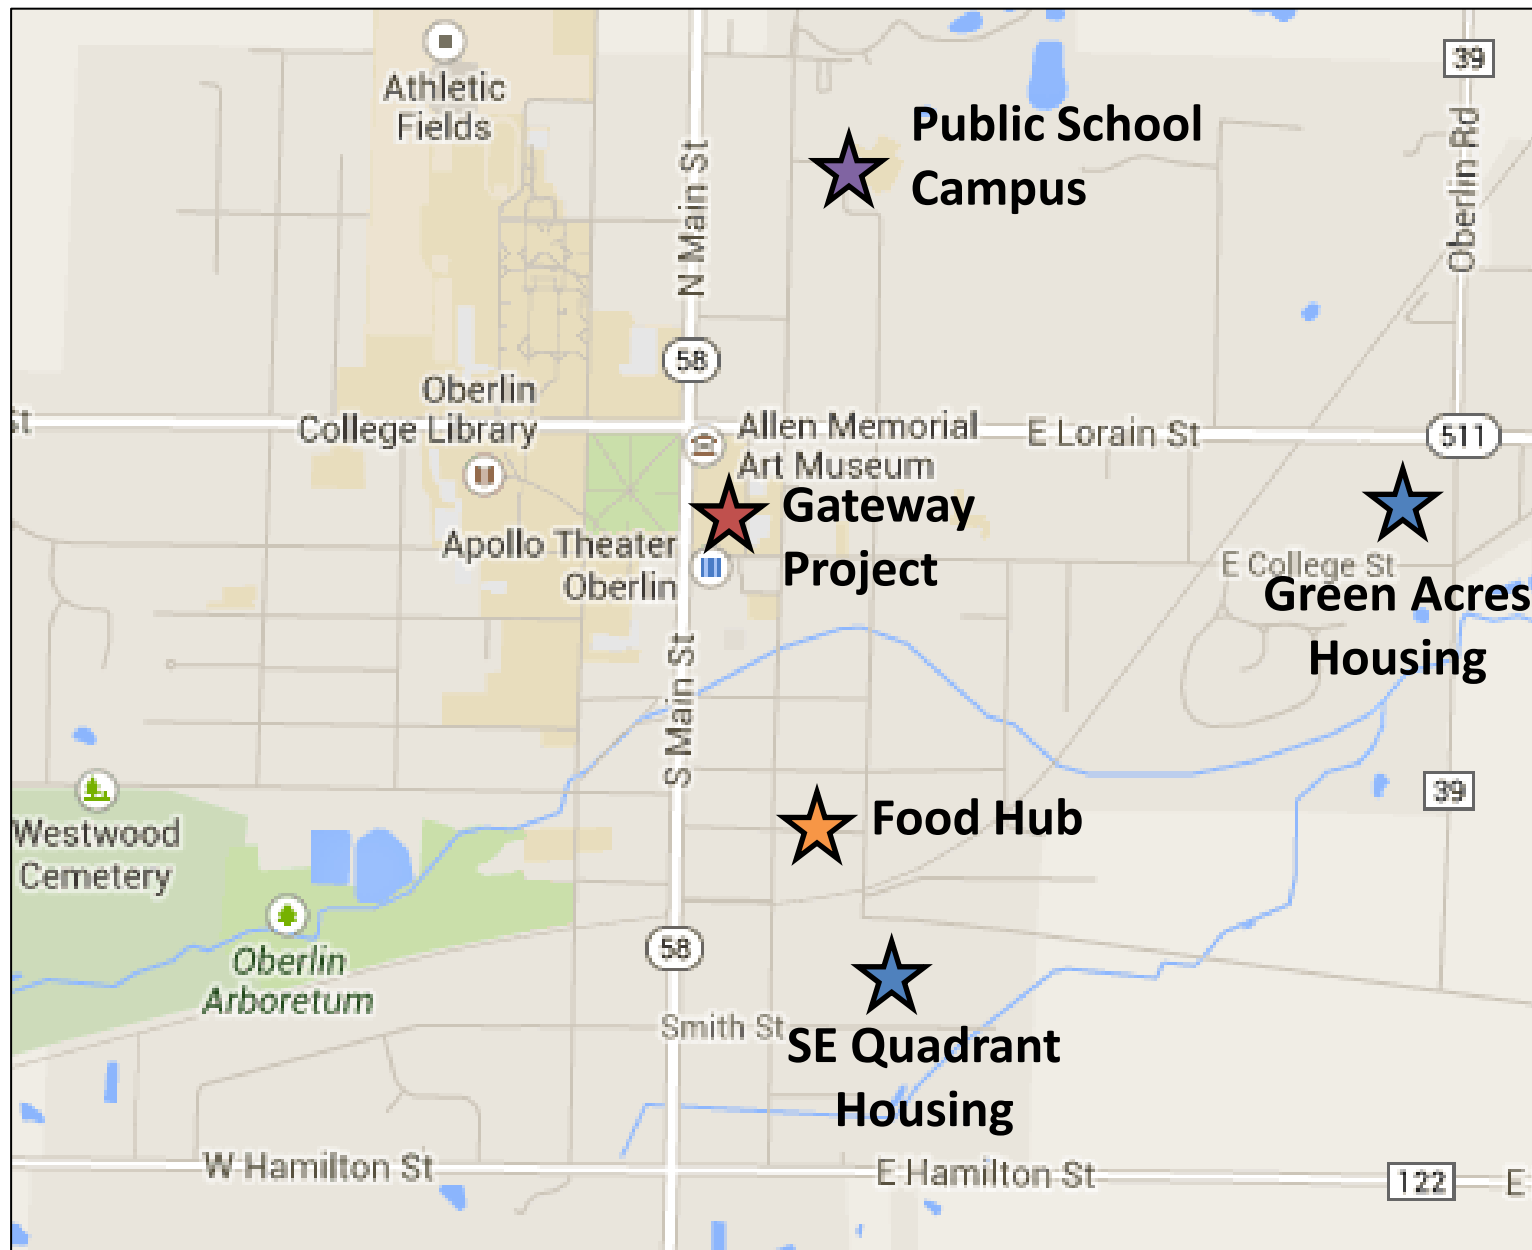 Athletic
Fields
39
Public School
Campus
N Main St
Oberlin Rd
58
Oberlin
College Library
St
Allen Memorial
Art Museum
E Lorain St
511
Gateway
Project
Apollo Theater
Oberlin
E College St
Green Acres
Housing
S Main St
39
Food Hub
Westwood
Cemetery
Oberlin
Arboretum
58
Smith St
SE Quadrant
Housing
W Hamilton St
E Hamilton St
122
E